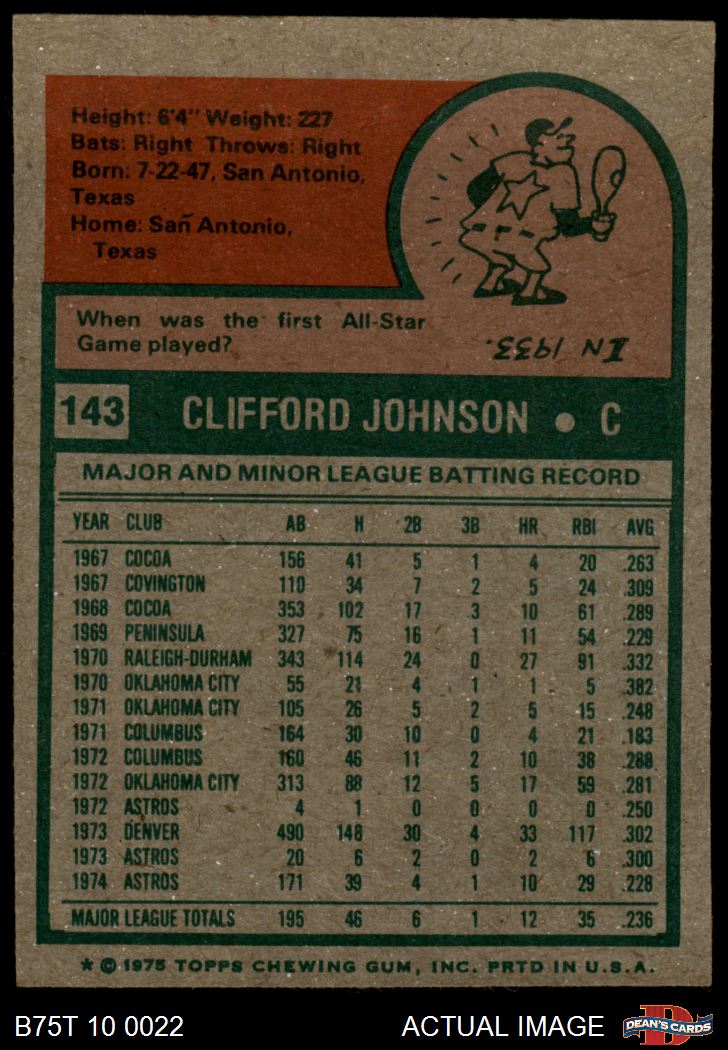 Height: 6'4" Weight: 227
Bats: Right Throws: Right
Born: 7-22-47, San Antonio,
Texas
Home: San Antonio,
Texas
When was the first All-Star
Game played?
IN 1933.
143 CLIFFORD JOHNSON • C
MAJOR AND MINOR LEAGUE BATTING RECORD
YEAR CLUB AB H 2B 3B HR RBI AVG
1967 COCOA 156 41 5 1 4 20 .263
1967 COVINGTON 110 34 7 2 5 24 .309
1968 COCOA 353 102 17 3 10 61 .289
1969 PENINSULA 327 75 16 1 11 54 .229
1970 RALEIGH-DURHAM 343 114 24 0 27 91 .332
1970 OKLAHOMA CITY 55 21 4 1 1 5 .382
1971 OKLAHOMA CITY 105 26 5 2 5 15 .248
1971 COLUMBUS 164 30 10 0 4 21 .183
1972 COLUMBUS 160 46 11 2 10 38 .288
1972 OKLAHOMA CITY 313 88 12 5 17 59 .281
1972 ASTROS 4 1 0 0 0 0 .250
1973 DENVER 490 148 30 4 33 117 .302
1973 ASTROS 20 6 2 0 2 6 .300
1974 ASTROS 171 39 4 1 10 29 .228
MAJOR LEAGUE TOTALS 195 46 6 1 12 35 .236
* © 1975 TOPPS CHEWING GUM, INC. PRTD IN U.S.A.
B75T 10 0022 ACTUAL IMAGE D DEAN'S CARDS